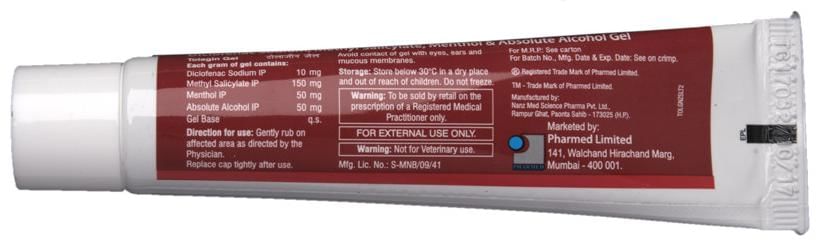 Salicylate, Menthol & Absolute Alcohol Gel
Tolagin Gel
Each gram of gel contains:
Diclofenac Sodium IP 10 mg
Methyl Salicylate IP 150 mg
Menthol IP 50 mg
Absolute Alcohol IP 50 mg
Gel Base q.s.
Direction for use: Gently rub on
affected area as directed by the
Physician.
Replace cap tightly after use.
Avoid contact of gel with eyes, ears and
mucous membranes.
Storage: Store below 30°C in a dry place
and out of reach of children. Do not freeze
Warning: To be sold by retail on the
prescription of a Registered Medical
Practitioner only.
FOR EXTERNAL USE ONLY.
Warning: Not for Veterinary use.
Mfg. Lic. No.: S-MNB/09/41
For M.R.P.: See carton
For Batch No., Mfg. Date & Exp. Date: See on crimp.
® Registered Trade Mark of Pharmed Limited.
TM - Trade Mark of Pharmed Limited.
Manufactured by:
Nanz Med Science Pharma Pvt. Ltd.,
Rampur Ghat, Paonta Sahib - 173025 (H.P.)
Marketed by:
Pharmed Limited
141, Walchand Hirachand Marg,
Mumbai - 400 001.
PHARMED
TOLGNZSLT2
EPL